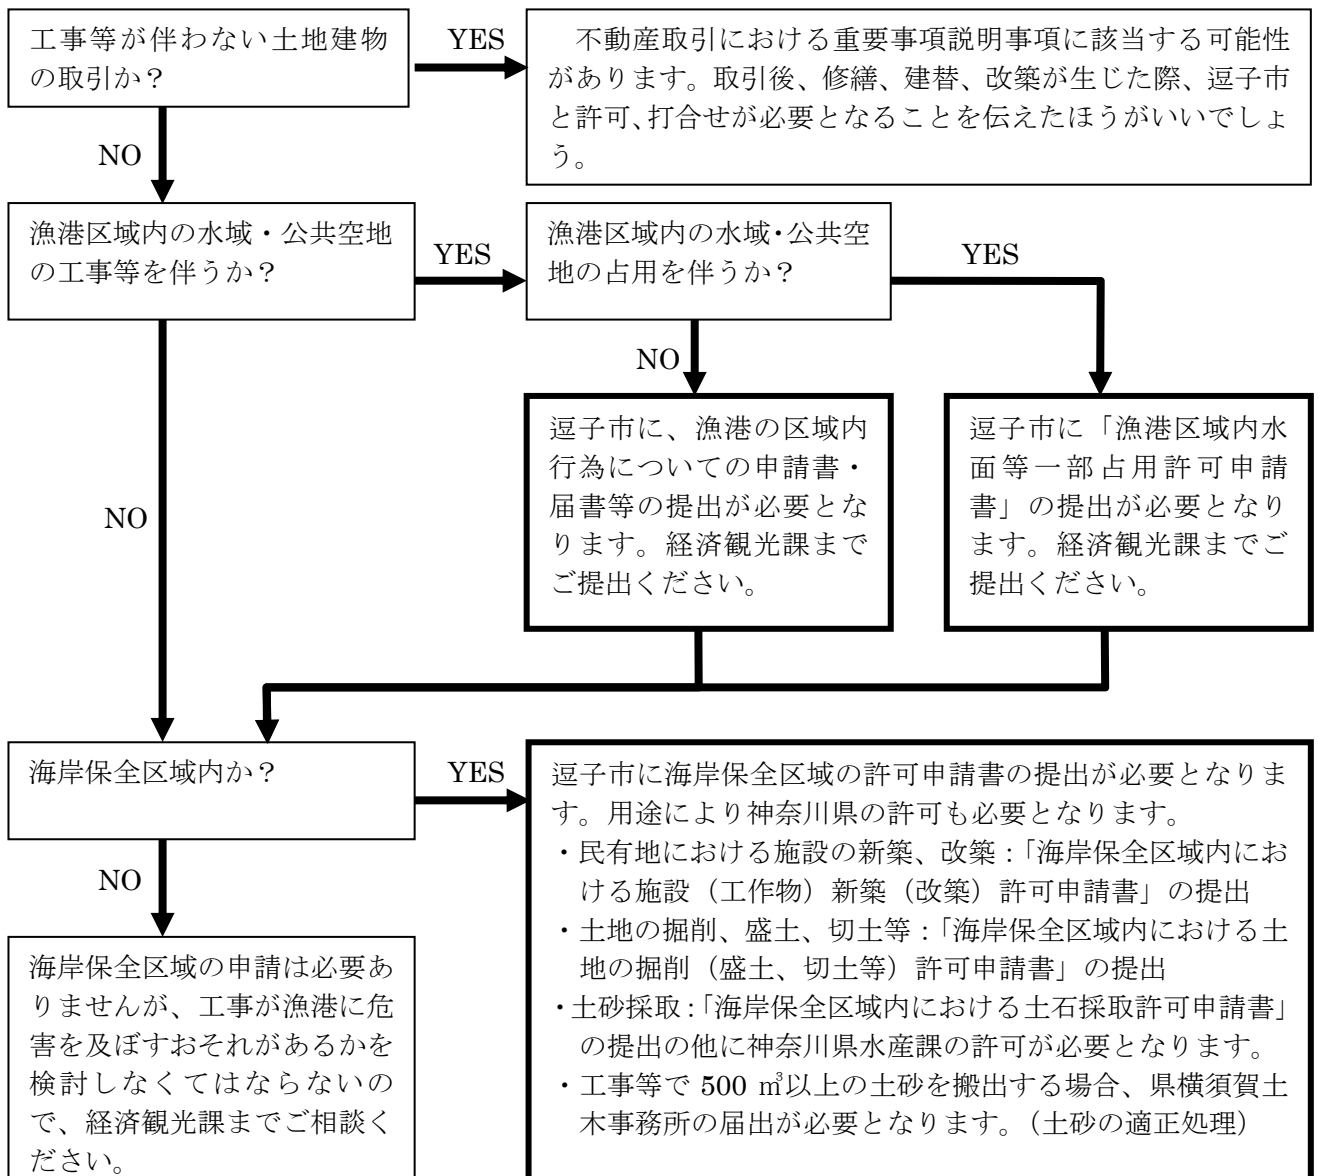 工事等が伴わない土地建物
の取引か？
YES
不動産取引における重要事項説明事項に該当する可能性
があります。取引後、修繕、建替、改築が生じた際、逗子市
と許可、打合せが必要となることを伝えたほうがいいでしょ
う。
NO
漁港区域内の水域・公共空地
の工事等を伴うか？
YES
漁港区域内の水域・公共空
地の占用を伴うか？
YES
NO
NO
逗子市に、漁港の区域内
行為についての申請書・
届書等の提出が必要とな
ります。経済観光課まで
ご提出ください。
逗子市に「漁港区域内水
面等一部占用許可申請
書」の提出が必要となり
ます。経済観光課までご
提出ください。
海岸保全区域内か？
YES
逗子市に海岸保全区域の許可申請書の提出が必要となりま
す。用途により神奈川県の許可も必要となります。
・民有地における施設の新築、改築：「海岸保全区域内にお
ける施設（工作物）新築（改築）許可申請書」の提出
・土地の掘削、盛土、切土等：「海岸保全区域内における土
地の掘削（盛土、切土等）許可申請書」の提出
・土砂採取：「海岸保全区域内における土石採取許可申請書」
の提出の他に神奈川県水産課の許可が必要となります。
・工事等で 500 ㎥以上の土砂を搬出する場合、県横須賀土
木事務所の届出が必要となります。（土砂の適正処理）
NO
海岸保全区域の申請は必要あ
りませんが、工事が漁港に危
害を及ぼすおそれがあるかを
検討しなくてはならないの
で、経済観光課までご相談く
ださい。